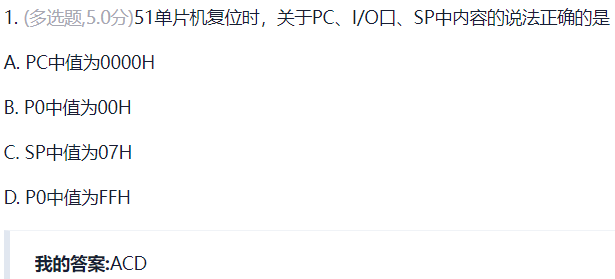 1. (多选题,5.0分)51单片机复位时，关于PC、I/O口、SP中内容的说法正确的是
A. PC中值为0000H
B. P0中值为00H
C. SP中值为07H
D. P0中值为FFH
我的答案:ACD